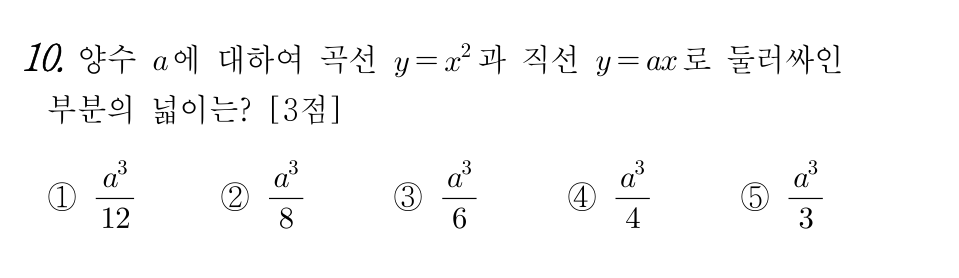 10. 양수 a에 대하여 곡선 y=x²과 직선 y=ax로 둘러싸인
부분의 넓이는? [3점]
① a³/12 ② a³/8 ③ a³/6 ④ a³/4 ⑤ a³/3